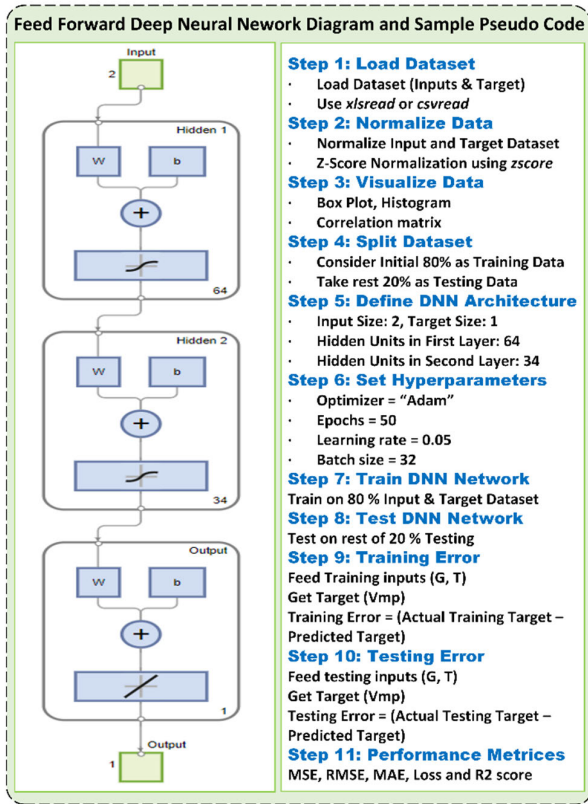 Feed Forward Deep Neural Nework Diagram and Sample Pseudo Code
Input
2
Hidden 1
W
b
+
64
Hidden 2
W
b
+
34
Output
W
b
+
1
Output
1
Step 1: Load Dataset
· Load Dataset (Inputs & Target)
· Use xlsread or csvread
Step 2: Normalize Data
· Normalize Input and Target Dataset
· Z-Score Normalization using zscore
Step 3: Visualize Data
· Box Plot, Histogram
· Correlation matrix
Step 4: Split Dataset
· Consider Initial 80% as Training Data
· Take rest 20% as Testing Data
Step 5: Define DNN Architecture
· Input Size: 2, Target Size: 1
· Hidden Units in First Layer: 64
· Hidden Units in Second Layer: 34
Step 6: Set Hyperparameters
· Optimizer = “Adam”
· Epochs = 50
· Learning rate = 0.05
· Batch size = 32
Step 7: Train DNN Network
Train on 80 % Input & Target Dataset
Step 8: Test DNN Network
Test on rest of 20 % Testing
Step 9: Training Error
Feed Training inputs (G, T)
Get Target (Vmp)
Training Error = (Actual Training Target –
Predicted Target)
Step 10: Testing Error
Feed testing inputs (G, T)
Get Target (Vmp)
Testing Error = (Actual Testing Target –
Predicted Target)
Step 11: Performance Metrices
MSE, RMSE, MAE, Loss and R2 score